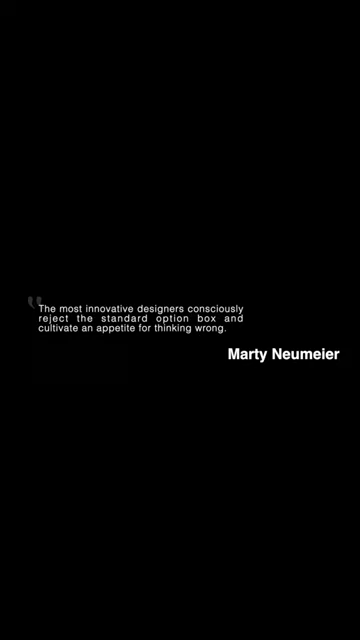 "
The most innovative designers consciously
reject the standard option box and
cultivate an appetite for thinking wrong.
Marty Neumeier